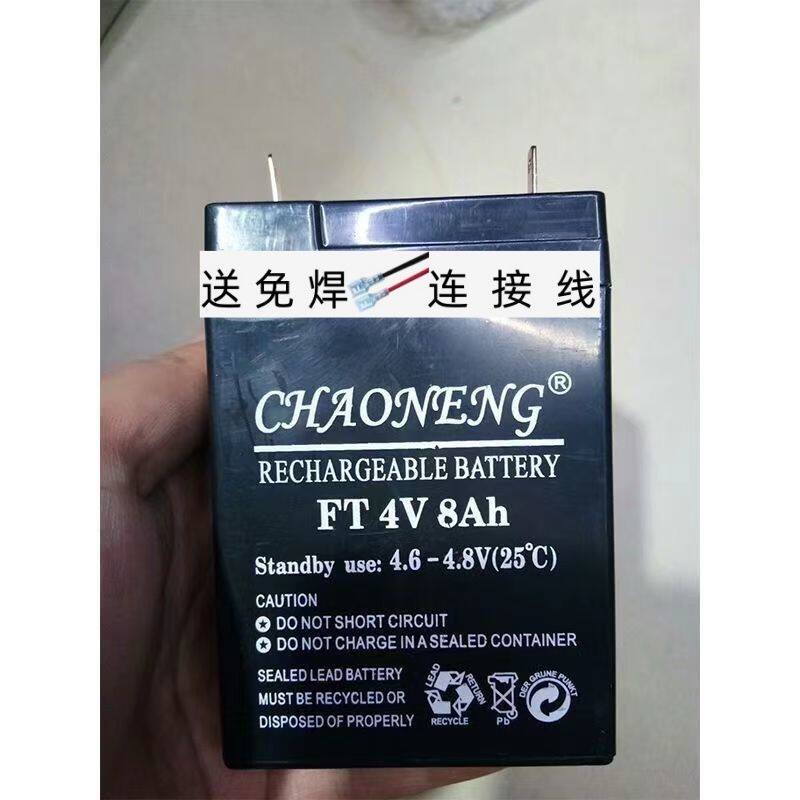 送免焊连接线
CHAONENG®
RECHARGEABLE BATTERY
FT 4V 8Ah
Standby use: 4.6-4.8V(25℃)
CAUTION
DO NOT SHORT CIRCUIT
DO NOT CHARGE IN A SEALED CONTAINER
SEALED LEAD BATTERY
MUST BE RECYCLED OR
DISPOSED OF PROPERLY
LEAD
RETURN
RECYCLE
Pb
DER GRUNE PUNKT